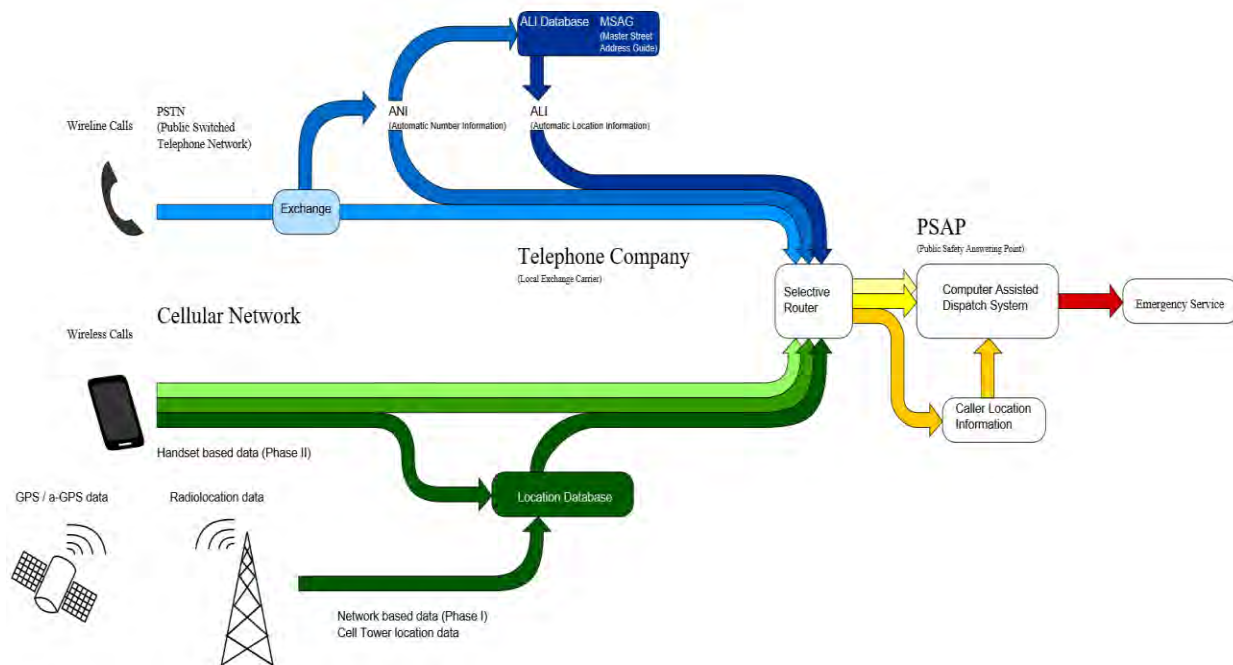 ALI Database
MSAG
(Master Street
Address Guide)
PSTN
(Public Switched
Telephone Network)
Wireline Calls
ANI
(Automatic Number Information)
ALI
(Automatic Location Information)
Exchange
Telephone Company
(Local Exchange Carrier)
PSAP
(Public Safety Answering Point)
Selective
Router
Computer Assisted
Dispatch System
Emergency Service
Cellular Network
Wireless Calls
Caller Location
Information
Handset based data (Phase II)
GPS / a-GPS data
Radiolocation data
Location Database
Network based data (Phase I)
Cell Tower location data